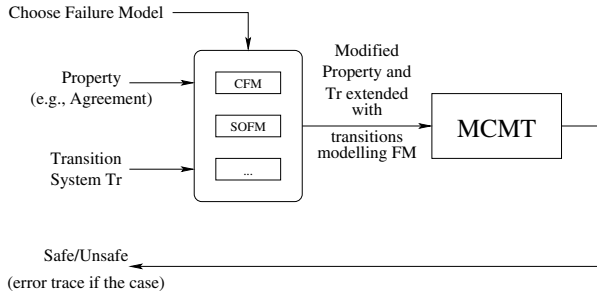 Choose Failure Model
Property
(e.g., Agreement)
Transition
System Tr
CFM
SOFM
...
Modified
Property and
Tr extended
with
transitions
modelling FM
MCMT
Safe/Unsafe
(error trace if the case)